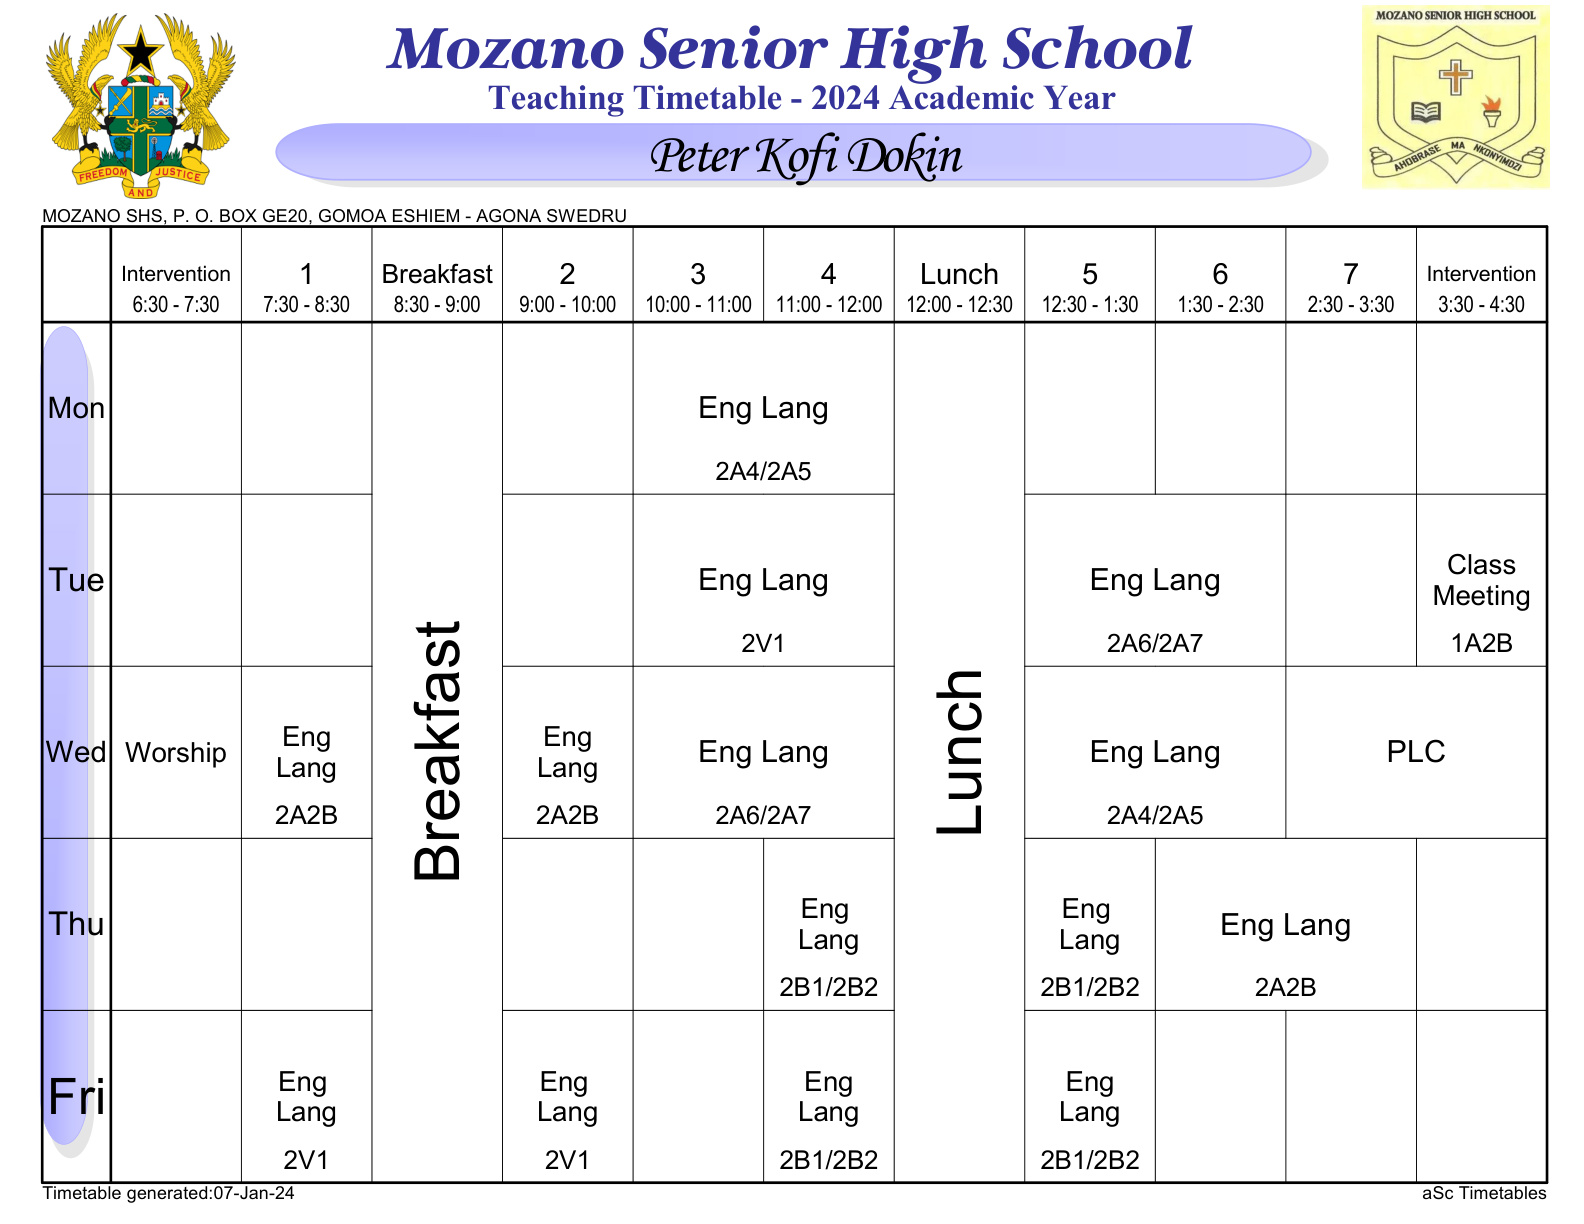 Mozano Senior High School
Teaching Timetable - 2024 Academic Year
Peter Kofi Dokin
FREEDOM AND JUSTICE
MOZANO SENIOR HIGH SCHOOL
AHOBRASE MA NKONYIMDZI
MOZANO SHS, P. O. BOX GE20, GOMOA ESHIEM - AGONA SWEDRU
Intervention 1 Breakfast 2 3 4 Lunch 5 6 7 Intervention
6:30 - 7:30 7:30 - 8:30 8:30 - 9:00 9:00 - 10:00 10:00 - 11:00 11:00 - 12:00 12:00 - 12:30 12:30 - 1:30 1:30 - 2:30 2:30 - 3:30 3:30 - 4:30
Breakfast
Lunch
Mon
Eng Lang
2A4/2A5
Tue
Eng Lang
2V1
Eng Lang
2A6/2A7
Class
Meeting
1A2B
Wed
Worship
Eng
Lang
2A2B
Eng
Lang
2A2B
Eng Lang
2A6/2A7
Eng Lang
2A4/2A5
PLC
Thu
Eng
Lang
2B1/2B2
Eng
Lang
2B1/2B2
Eng Lang
2A2B
Fri
Eng
Lang
2V1
Eng
Lang
2V1
Eng
Lang
2B1/2B2
Eng
Lang
2B1/2B2
Timetable generated:07-Jan-24
aSc Timetables